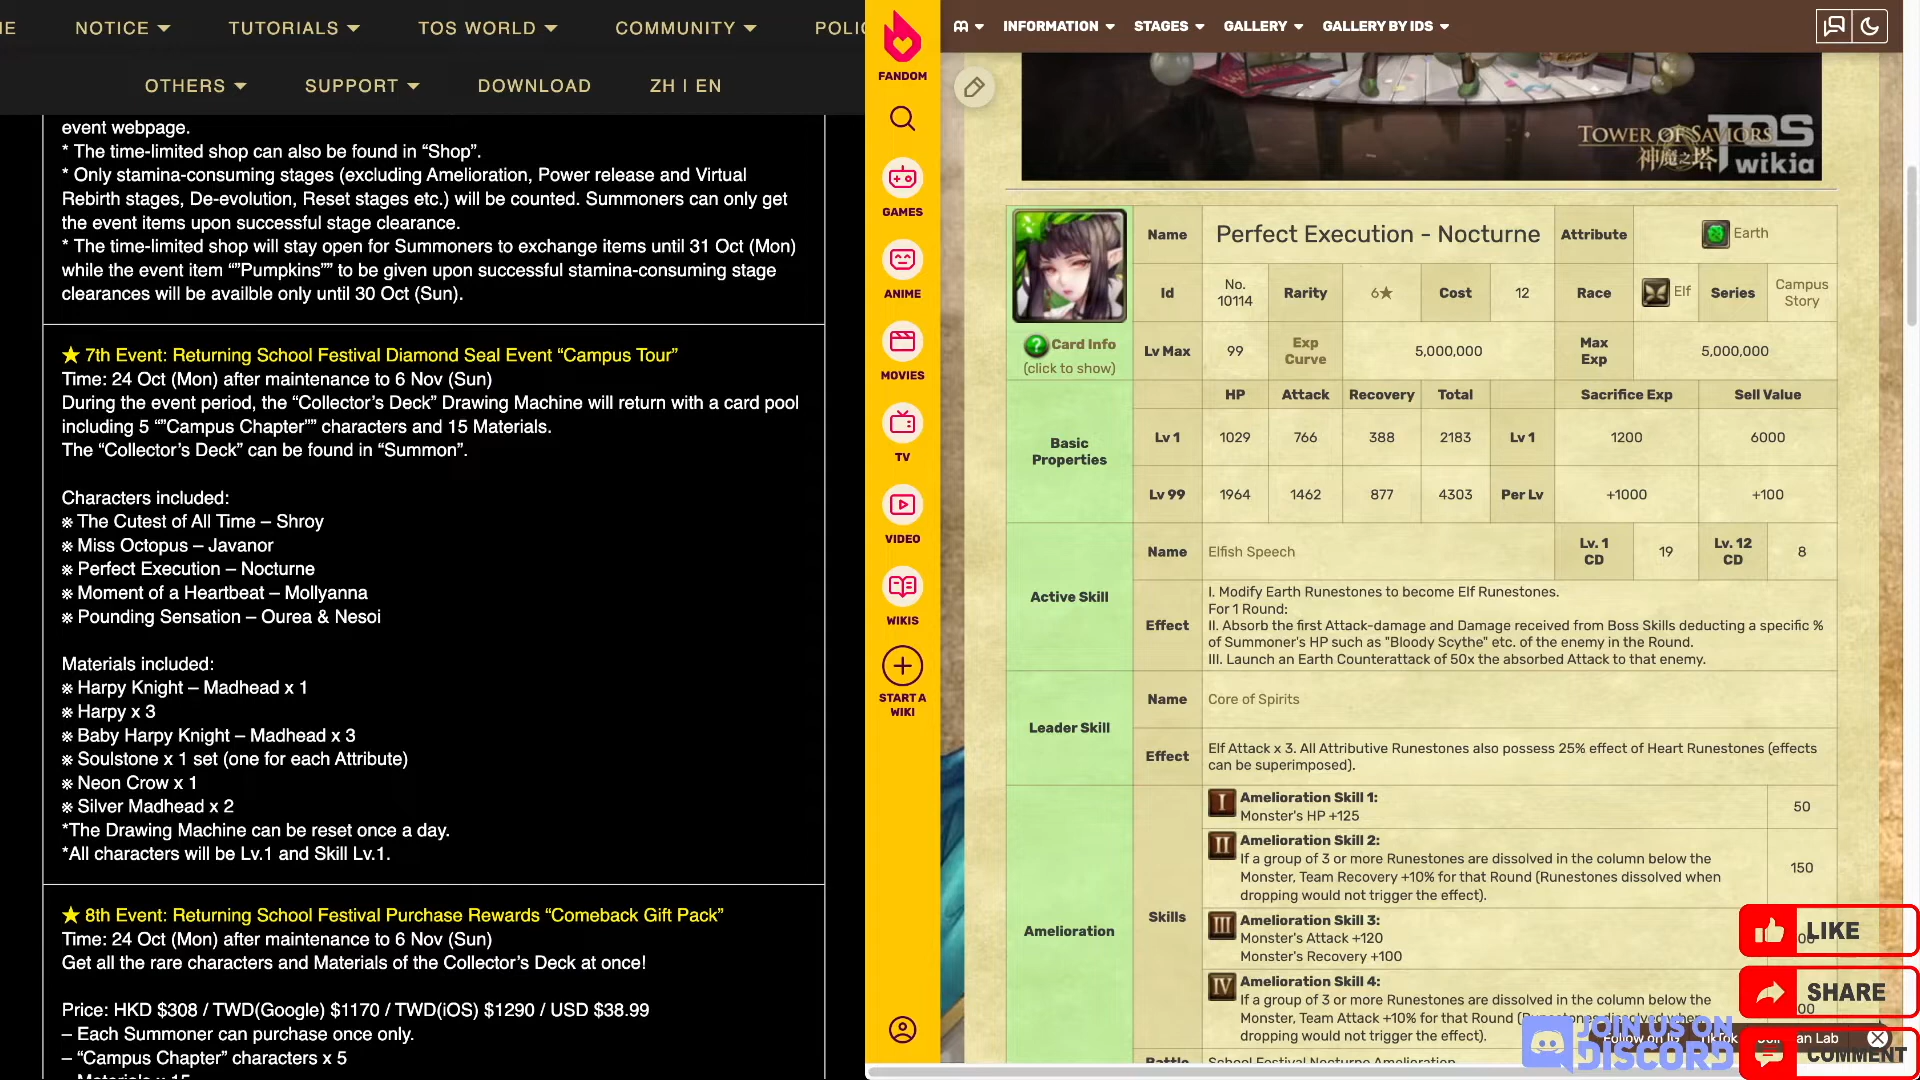 NOTICE
TUTORIALS
TOS WORLD
COMMUNITY
OTHERS
SUPPORT
DOWNLOAD
ZH | EN
event webpage.
* The time-limited shop can also be found in “Shop”.
* Only stamina-consuming stages (excluding Amelioration, Power release and Virtual
Rebirth stages, De-evolution, Reset stages etc.) will be counted. Summoners can only get
the event items upon successful stage clearance.
* The time-limited shop will stay open for Summoners to exchange items until 31 Oct (Mon)
while the event item “”Pumpkins”” to be given upon successful stamina-consuming stage
clearances will be availble only until 30 Oct (Sun).
★ 7th Event: Returning School Festival Diamond Seal Event “Campus Tour”
Time: 24 Oct (Mon) after maintenance to 6 Nov (Sun)
During the event period, the “Collector’s Deck” Drawing Machine will return with a card pool
including 5 “”Campus Chapter”” characters and 15 Materials.
The “Collector’s Deck” can be found in “Summon”.
Characters included:
※ The Cutest of All Time – Shroy
※ Miss Octopus – Javanor
※ Perfect Execution – Nocturne
※ Moment of a Heartbeat – Mollyanna
※ Pounding Sensation – Ourea & Nesoi
Materials included:
※ Harpy Knight – Madhead x 1
※ Harpy x 3
※ Baby Harpy Knight – Madhead x 3
※ Soulstone x 1 set (one for each Attribute)
※ Neon Crow x 1
※ Silver Madhead x 2
*The Drawing Machine can be reset once a day.
*All characters will be Lv.1 and Skill Lv.1.
★ 8th Event: Returning School Festival Purchase Rewards “Comeback Gift Pack”
Time: 24 Oct (Mon) after maintenance to 6 Nov (Sun)
Get all the rare characters and Materials of the Collector’s Deck at once!
Price: HKD $308 / TWD(Google) $1170 / TWD(iOS) $1290 / USD $38.99
– Each Summoner can purchase once only.
– “Campus Chapter” characters x 5
FANDOM
GAMES
ANIME
MOVIES
TV
VIDEO
WIKIS
START A
WIKI
INFORMATION
STAGES
GALLERY
GALLERY BY IDS
TOWER OF SAVIORS
神魔之塔
TOS
wikia
Name
Perfect Execution - Nocturne
Attribute
Earth
Id
No.
10114
Rarity
6★
Cost
12
Race
Elf
Series
Campus
Story
Card Info
(click to show)
Lv Max
99
Exp
Curve
5,000,000
Max
Exp
5,000,000
Basic
Properties
HP
Attack
Recovery
Total
Sacrifice Exp
Sell Value
Lv 1
1029
766
388
2183
Lv 1
1200
6000
Lv 99
1964
1462
877
4303
Per Lv
+1000
+100
Active Skill
Name
Elfish Speech
Lv. 1
CD
19
Lv. 12
CD
8
Effect
I. Modify Earth Runestones to become Elf Runestones.
For 1 Round:
II. Absorb the first Attack-damage and Damage received from Boss Skills deducting a specific %
of Summoner's HP such as "Bloody Scythe" etc. of the enemy in the Round.
III. Launch an Earth Counterattack of 50x the absorbed Attack to that enemy.
Leader Skill
Name
Core of Spirits
Effect
Elf Attack x 3. All Attributive Runestones also possess 25% effect of Heart Runestones (effects
can be superimposed).
Amelioration
Skills
I
Amelioration Skill 1:
Monster's HP +125
50
II
Amelioration Skill 2:
If a group of 3 or more Runestones are dissolved in the column below the
Monster, Team Recovery +10% for that Round (Runestones dissolved when
dropping would not trigger the effect).
150
III
Amelioration Skill 3:
Monster's Attack +120
Monster's Recovery +100
IV
Amelioration Skill 4:
If a group of 3 or more Runestones are dissolved in the column below the
Monster, Team Attack +10% for that Round (Runestones dissolved when
dropping would not trigger the effect).
Battle
School Festival Nocturne Amelioration
LIKE
SHARE
COMMENT
JOIN US ON
DISCORD
Follow on IG
TikTok